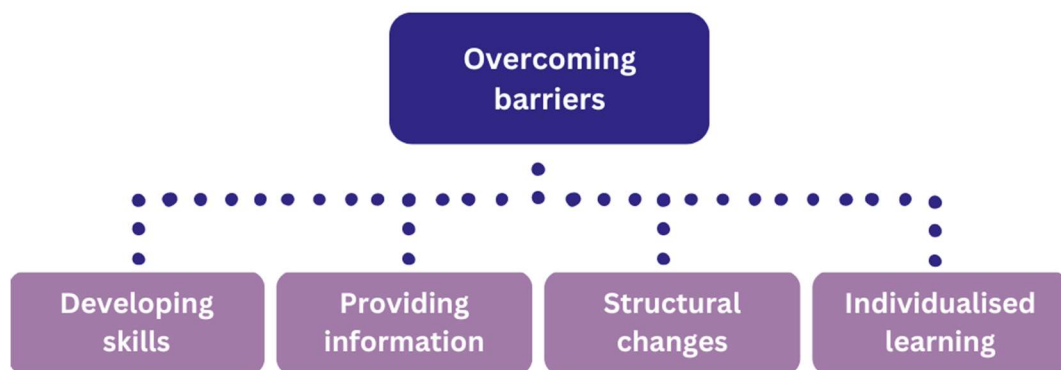 Overcoming
barriers
Developing
skills
Providing
information
Structural
changes
Individualised
learning